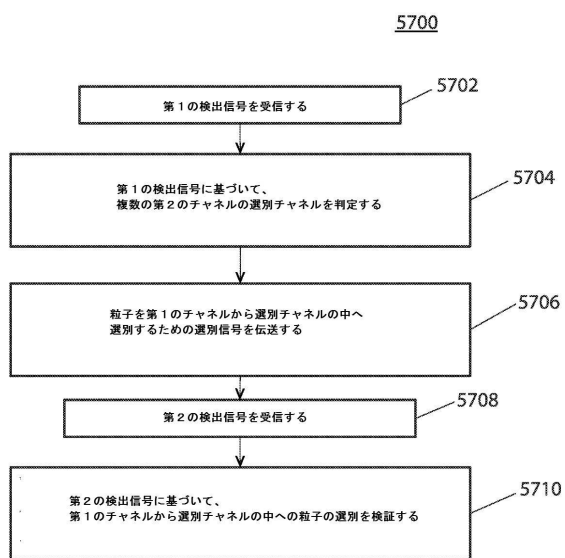 5700
第1の検出信号を受信する
5702
第1の検出信号に基づいて、
複数の第2のチャネルの選別チャネルを判定する
5704
粒子を第1のチャネルから選別チャネルの中へ
選別するための選別信号を伝送する
5706
第2の検出信号を受信する
5708
第2の検出信号に基づいて、
第1のチャネルから選別チャネルの中への粒子の選別を検証する
5710